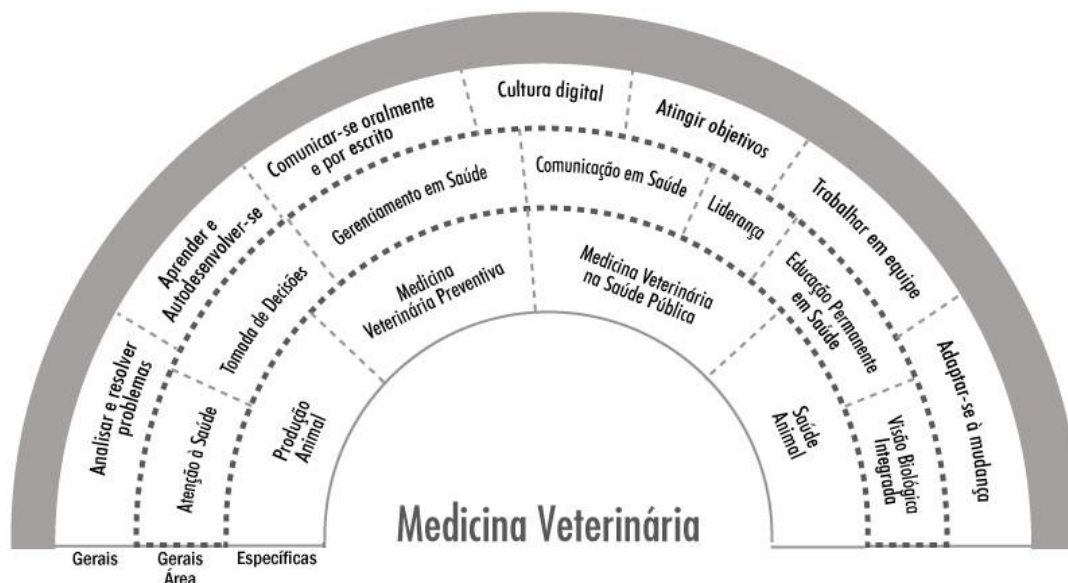 Analisar e resolver
problemas
Aprender e
Autodesenvolver-se
Comunicar-se oralmente
e por escrito
Cultura digital
Atingir objetivos
Trabalhar em equipe
Adaptar-se à mudança
Atenção à Saúde
Tomada de Decisões
Gerenciamento em Saúde
Comunicação em Saúde
Liderança
Educação Permanente
em Saúde
Visão Biológica
Integrada
Produção
Animal
Medicina
Veterinária Preventiva
Medicina Veterinária
na Saúde Pública
Saúde
Animal
Medicina Veterinária
Gerais
Gerais
Área
Específicas